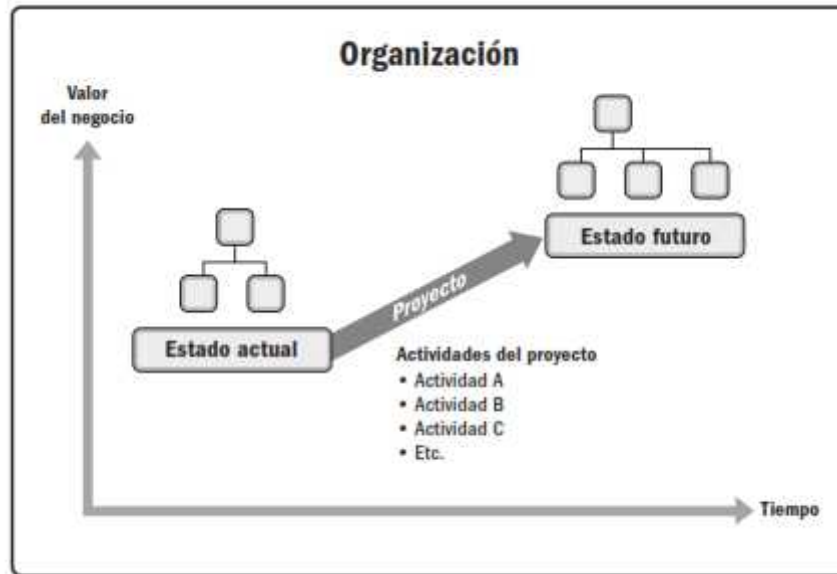 Organización
Valor
del negocio
Estado futuro
Proyecto
Estado actual
Actividades del proyecto
• Actividad A
• Actividad B
• Actividad C
• Etc.
Tiempo